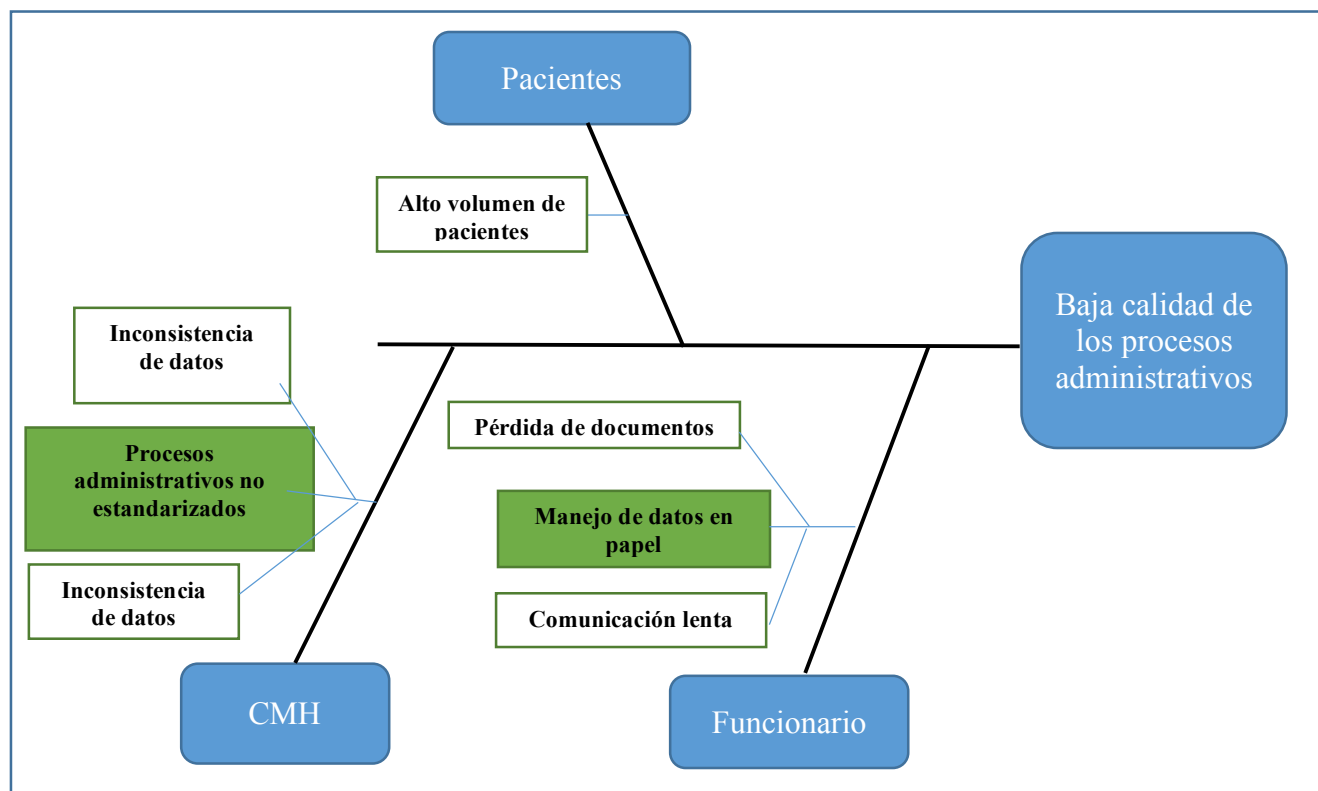 Pacientes
Alto volumen de
pacientes
Baja calidad de
los procesos
administrativos
Inconsistencia
de datos
Procesos
administrativos no
estandarizados
Inconsistencia
de datos
Pérdida de documentos
Manejo de datos en
papel
Comunicación lenta
CMH
Funcionario